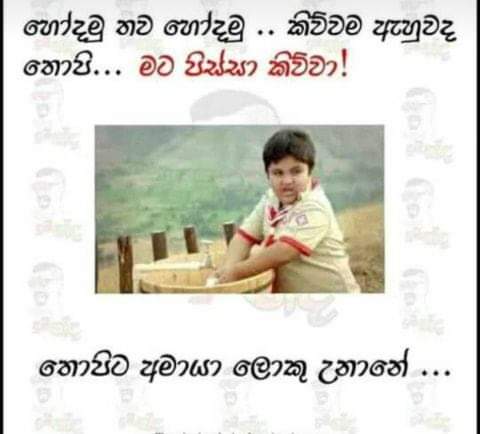 හෝදමු තව හෝදමු .. කිව්වම ඇහුවද
තොපි... මට පිස්සා කිව්වා!
තොපිට අමායා ලොකු උනානේ ...